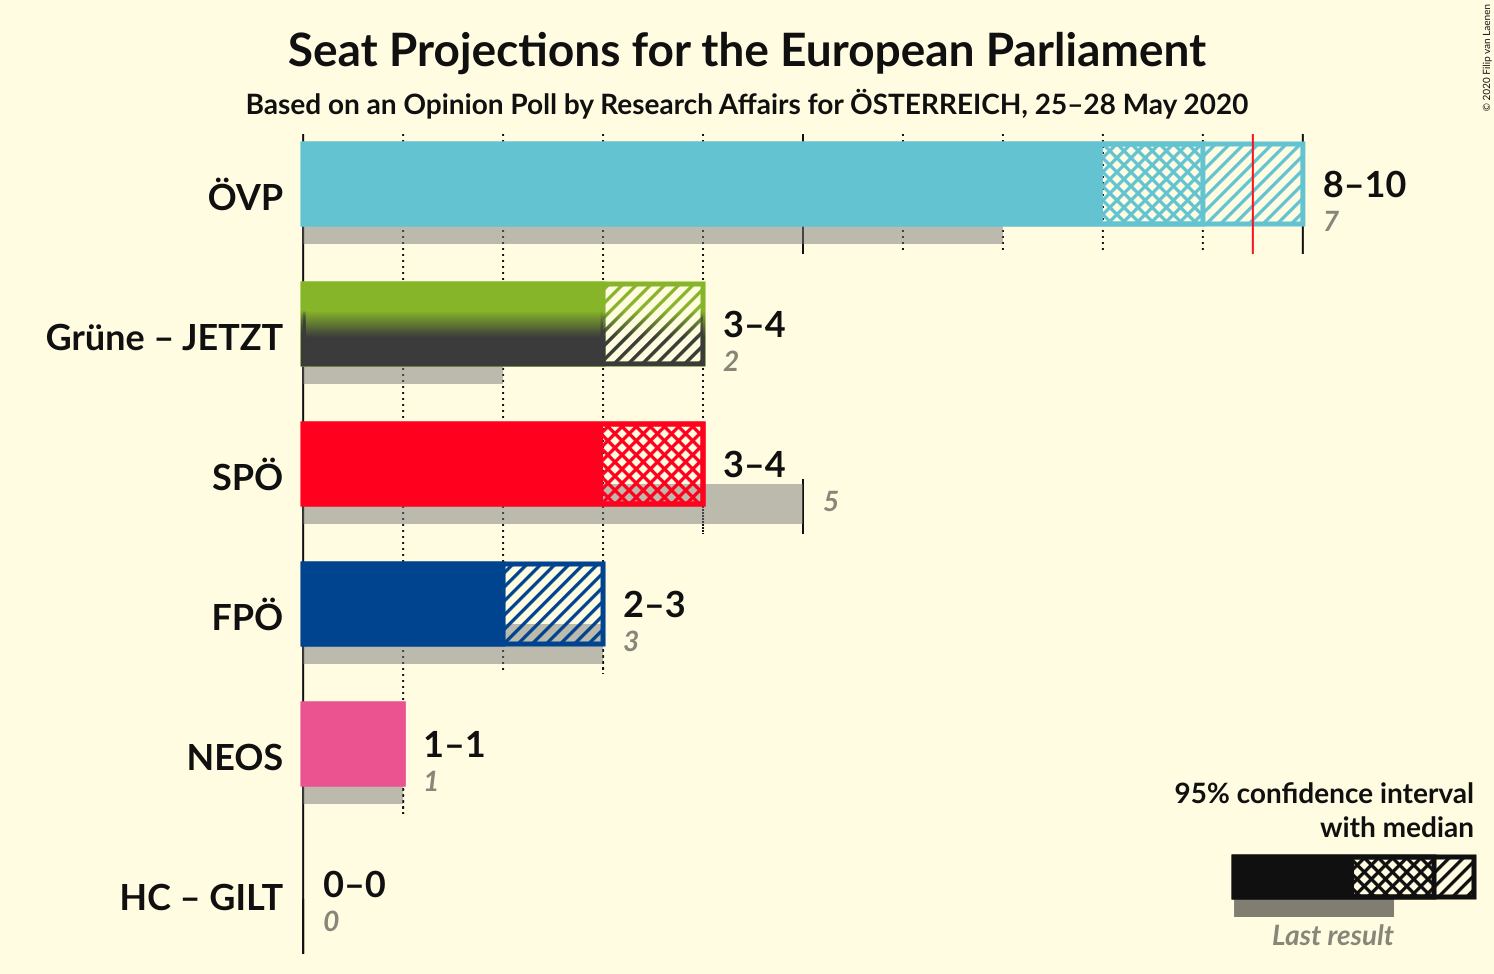 Seat Projections for the European Parliament
Based on an Opinion Poll by Research Affairs for ÖSTERREICH, 25–28 May 2020
© 2020 Filip van Laenen
ÖVP
8–10
7
Grüne – JETZT
3–4
2
SPÖ
3–4
5
FPÖ
2–3
3
NEOS
1–1
1
HC – GILT
0–0
0
95% confidence interval
with median
Last result